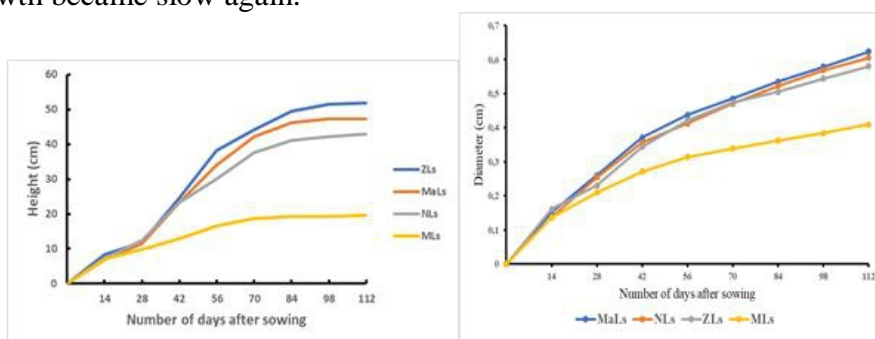 wth became slow again.
60
50
40
30
20
10
0
Height (cm)
14 28 42 56 70 84 98 112
Number of days after sowing
ZLs
MaLs
NLs
MLs
0,7
0,6
0,5
0,4
0,3
0,2
0,1
0
Diameter (cm)
14 28 42 56 70 84 98 112
Number of days after sowing
MaLs NLs ZLs MLs